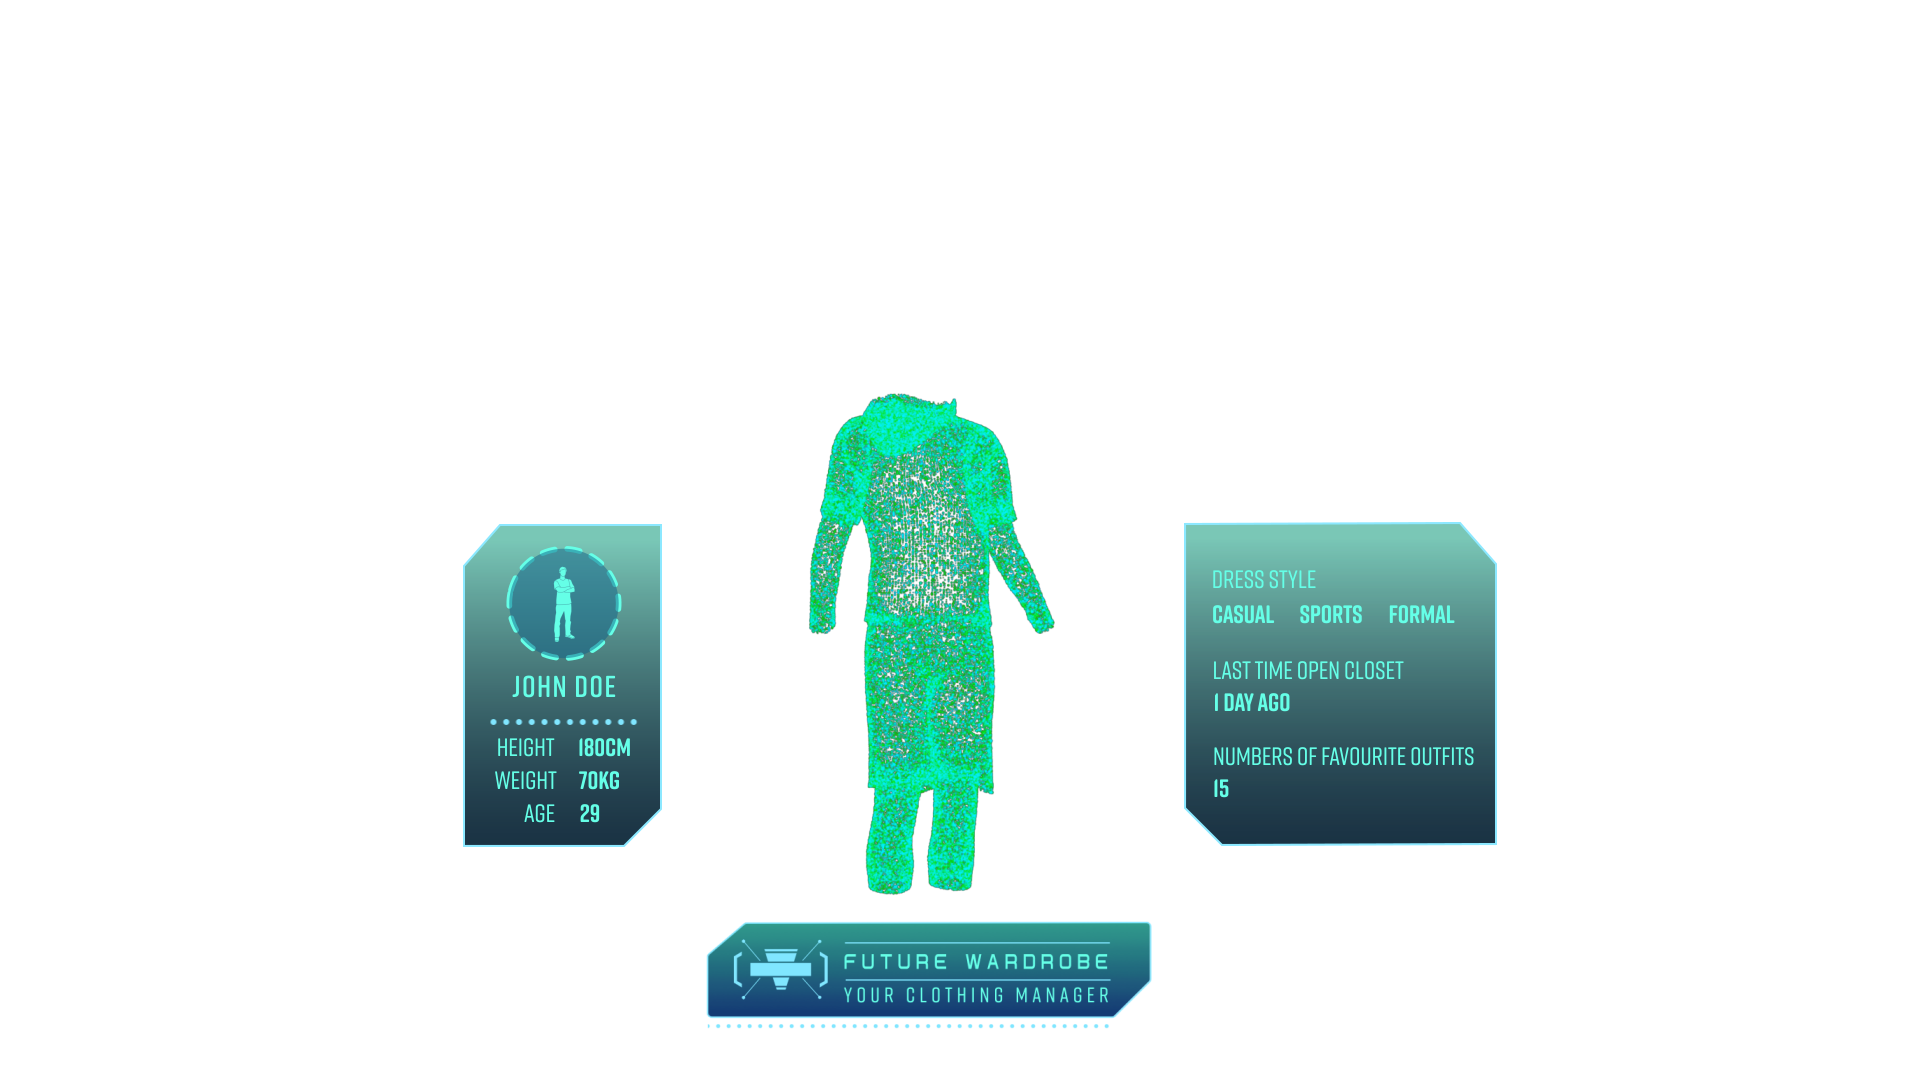 JOHN DOE
HEIGHT 180CM
WEIGHT 70KG
AGE 29
DRESS STYLE
CASUAL SPORTS FORMAL
LAST TIME OPEN CLOSET
1 DAY AGO
NUMBERS OF FAVOURITE OUTFITS
15
FUTURE WARDROBE
YOUR CLOTHING MANAGER